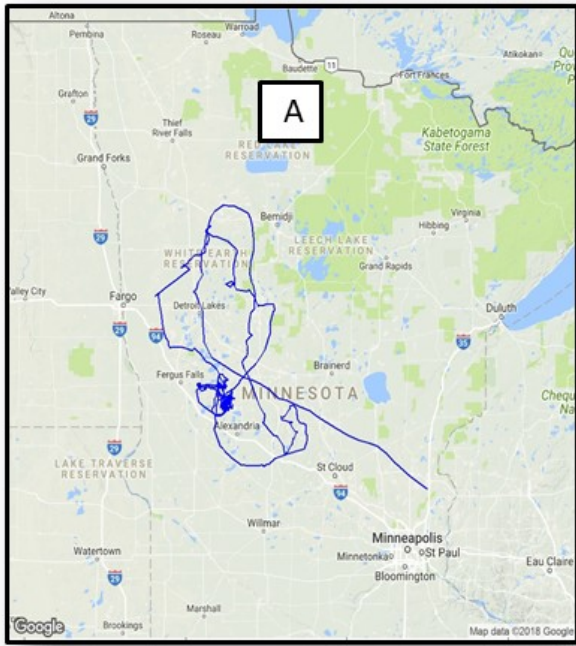 Altona
Pembina
Roseau
Warroad
Baudette
11
Atikokan
Fort Frances
Grafton
29
Thief
River Falls
A
RED LAKE
RESERVATION
Kabetogama
State Forest
Grand Forks
Bemidji
Virginia
Hibbing
29
LEECH LAKE
RESERVATION
Grand Rapids
RESERVATION
Valley City
Fargo
Detroit Lakes
Duluth
29
94
35
Brainerd
Fergus Falls
MINNESOTA
Alexandria
LAKE TRAVERSE
RESERVATION
29
St Cloud
94
Willmar
Minneapolis
Minnetonka
St Paul
Bloomington
Eau Claire
Watertown
29
Marshall
Brookings
Google
Map data ©2018 Google